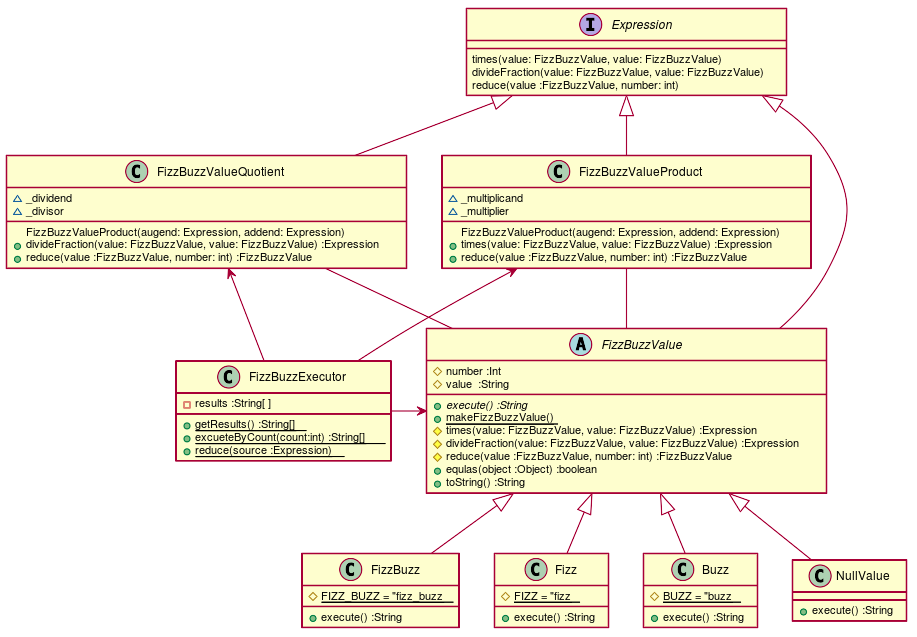 I Expression
times(value: FizzBuzzValue, value: FizzBuzzValue)
divideFraction(value: FizzBuzzValue, value: FizzBuzzValue)
reduce(value :FizzBuzzValue, number: int)
C FizzBuzzValueQuotient
_dividend
_divisor
FizzBuzzValueProduct(augend: Expression, addend: Expression)
divideFraction(value: FizzBuzzValue, value: FizzBuzzValue) :Expression
reduce(value :FizzBuzzValue, number: int) :FizzBuzzValue
C FizzBuzzValueProduct
_multiplicand
_multiplier
FizzBuzzValueProduct(augend: Expression, addend: Expression)
times(value: FizzBuzzValue, value: FizzBuzzValue) :Expression
reduce(value :FizzBuzzValue, number: int) :FizzBuzzValue
C FizzBuzzExecutor
results :String[ ]
getResults() :String[]
excueteByCount(count:int) :String[]
reduce(source :Expression)
A FizzBuzzValue
number :Int
value :String
execute() :String
makeFizzBuzzValue()
times(value: FizzBuzzValue, value: FizzBuzzValue) :Expression
divideFraction(value: FizzBuzzValue, value: FizzBuzzValue) :Expression
reduce(value :FizzBuzzValue, number: int) :FizzBuzzValue
equlas(object :Object) :boolean
toString() :String
C FizzBuzz
FIZZ_BUZZ = "fizz_buzz
execute() :String
C Fizz
FIZZ = "fizz
execute() :String
C Buzz
BUZZ = "buzz
execute() :String
C NullValue
execute() :String